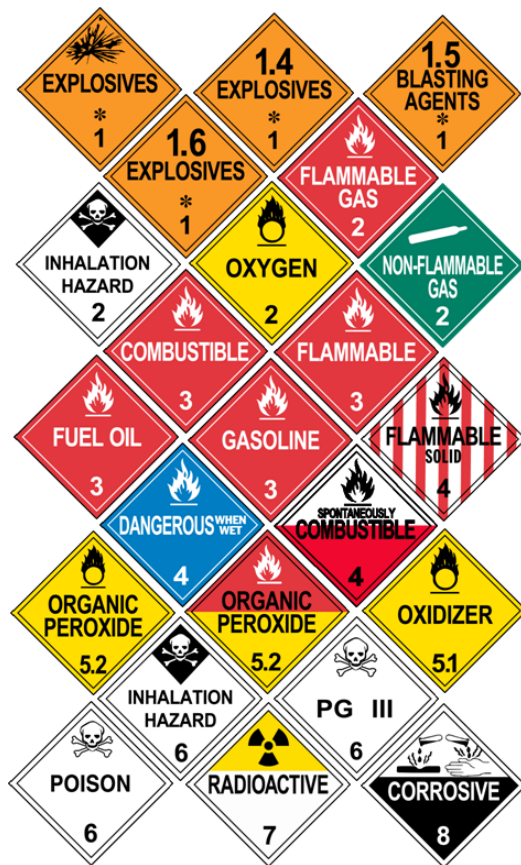 EXPLOSIVES
*
1
1.4
EXPLOSIVES
*
1
1.5
BLASTING
AGENTS
*
1
1.6
EXPLOSIVES
*
1
FLAMMABLE
GAS
2
INHALATION
HAZARD
2
OXYGEN
2
NON-FLAMMABLE
GAS
2
COMBUSTIBLE
3
FLAMMABLE
3
FUEL OIL
3
GASOLINE
3
FLAMMABLE
SOLID
4
DANGEROUS WHEN WET
4
SPONTANEOUSLY
COMBUSTIBLE
4
ORGANIC
PEROXIDE
5.2
ORGANIC
PEROXIDE
5.2
OXIDIZER
5.1
INHALATION
HAZARD
6
PG III
6
POISON
6
RADIOACTIVE
7
CORROSIVE
8